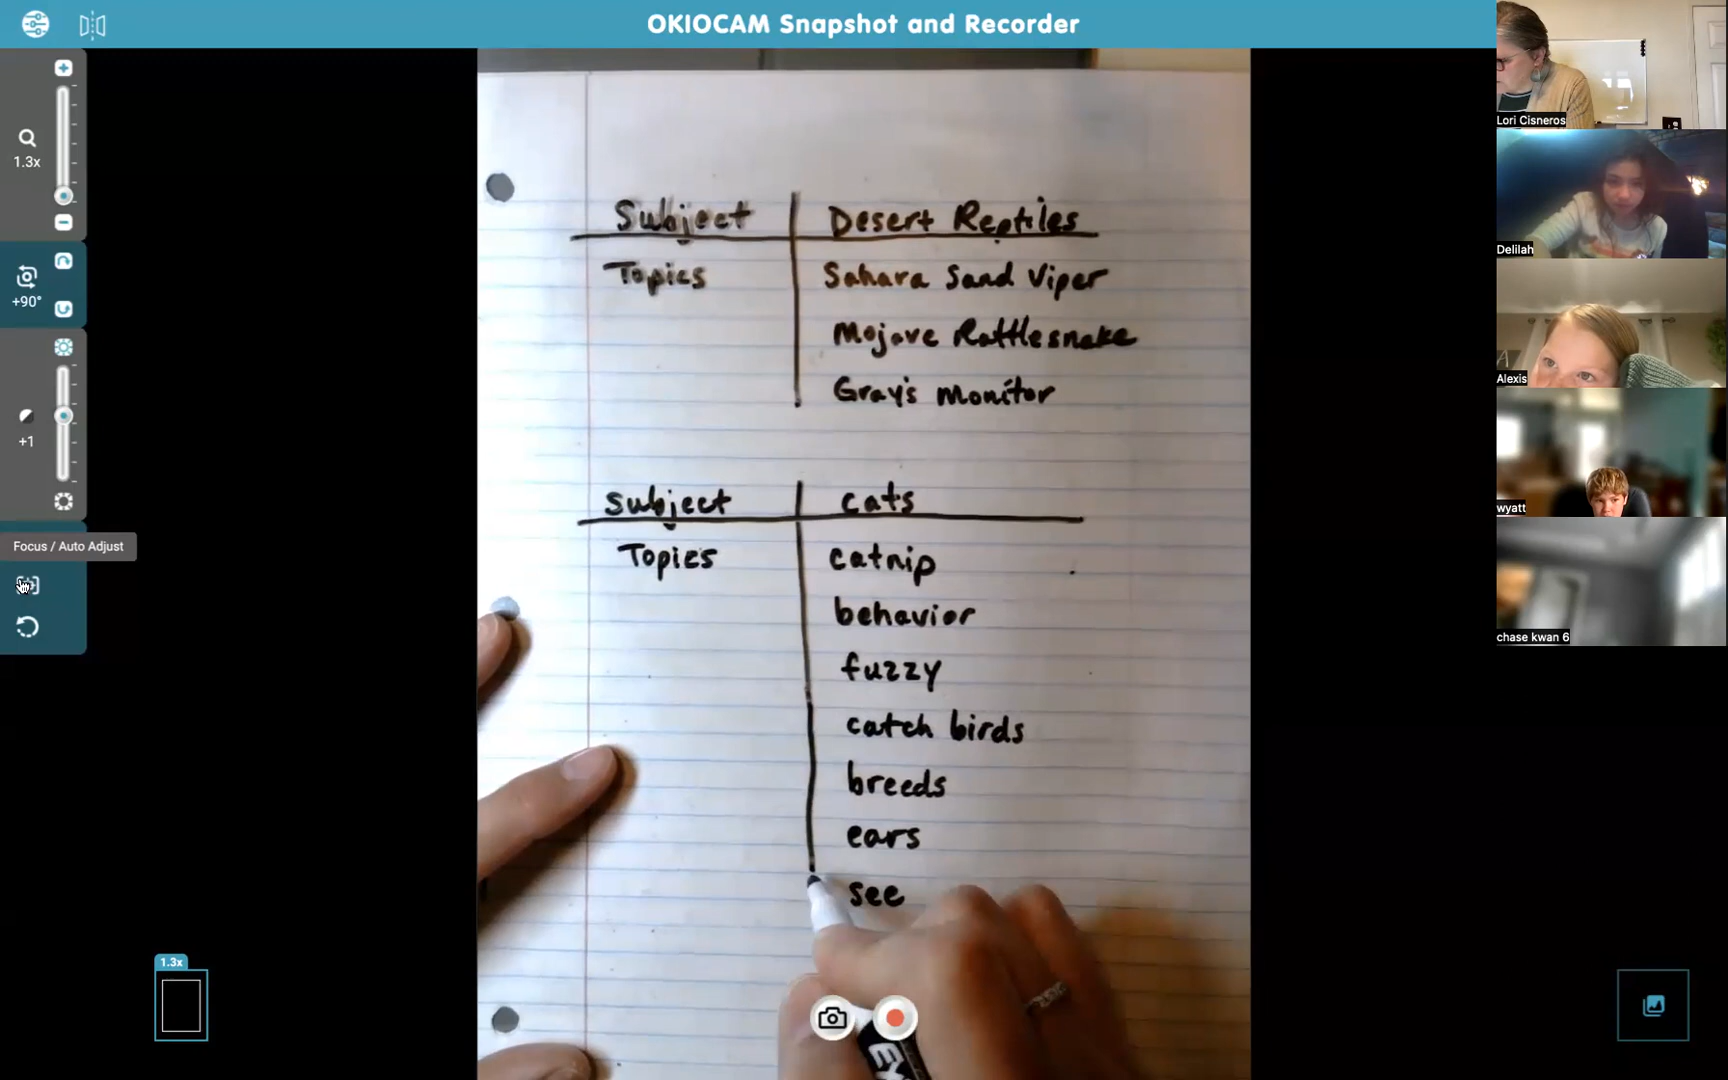 OKIOCAM Snapshot and Recorder
1.3x
+90°
+1
Focus / Auto Adjust
1.3x
Subject Desert Reptiles
Topics Sahara Sand Viper
Mojave Rattlesnake
Gray's Monitor
Subject cats
Topics catnip
behavior
fuzzy
catch birds
breeds
ears
see
Lori Cisneros
Delilah
Alexis
wyatt
chase kwan 6